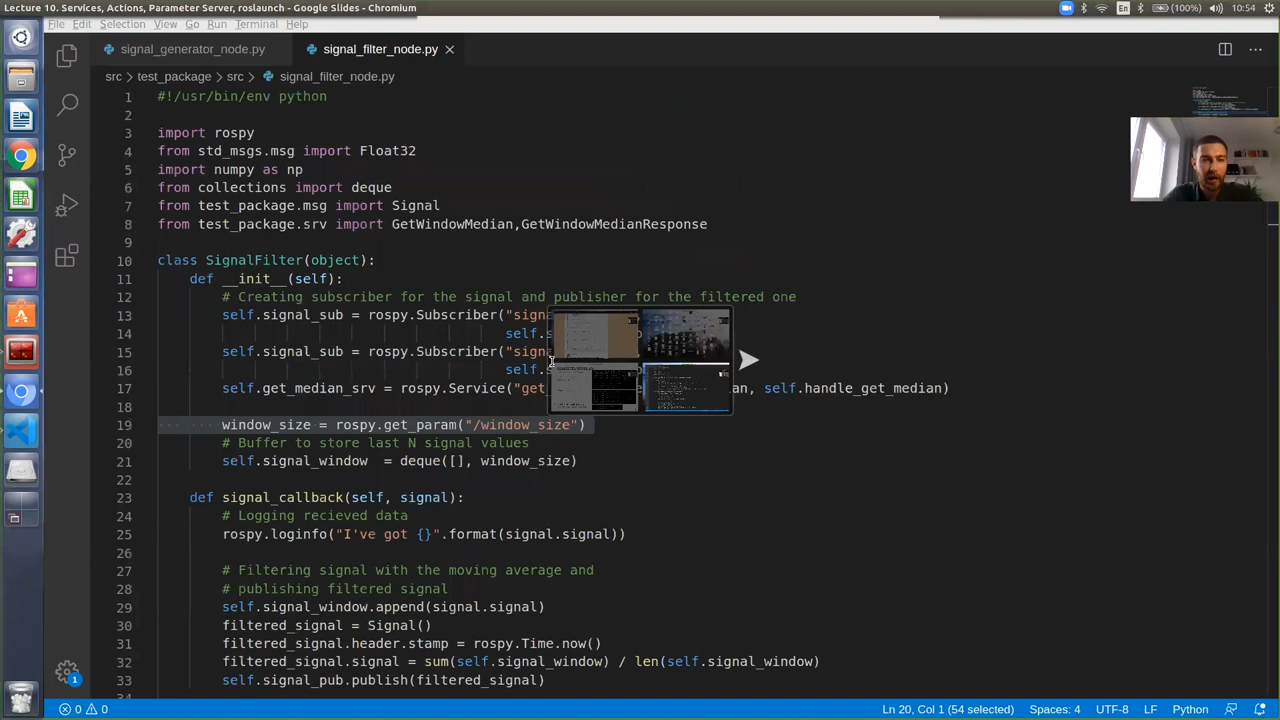 Lecture 10. Services, Actions, Parameter Server, roslaunch - Google Slides - Chromium
En
(100%)
10:54
File Edit Selection View Go Run Terminal Help
signal_generator_node.py
signal_filter_node.py
src > test_package > src > signal_filter_node.py
1 #!/usr/bin/env python
2
3 import rospy
4 from std_msgs.msg import Float32
5 import numpy as np
6 from collections import deque
7 from test_package.msg import Signal
8 from test_package.srv import GetWindowMedian,GetWindowMedianResponse
9
10 class SignalFilter(object):
11 def __init__(self):
12 # Creating subscriber for the signal and publisher for the filtered one
13 self.signal_sub = rospy.Subscriber("sign
14 self.s
15 self.signal_sub = rospy.Subscriber("sign
16 self.
17 self.get_median_srv = rospy.Service("get an, self.handle_get_median)
18
19 window_size = rospy.get_param("/window_size")
20 # Buffer to store last N signal values
21 self.signal_window = deque([], window_size)
22
23 def signal_callback(self, signal):
24 # Logging recieved data
25 rospy.loginfo("I've got {}".format(signal.signal))
26
27 # Filtering signal with the moving average and
28 # publishing filtered signal
29 self.signal_window.append(signal.signal)
30 filtered_signal = Signal()
31 filtered_signal.header.stamp = rospy.Time.now()
32 filtered_signal.signal = sum(self.signal_window) / len(self.signal_window)
33 self.signal_pub.publish(filtered_signal)
1
0 0
Ln 20, Col 1 (54 selected)
Spaces: 4
UTF-8
LF
Python